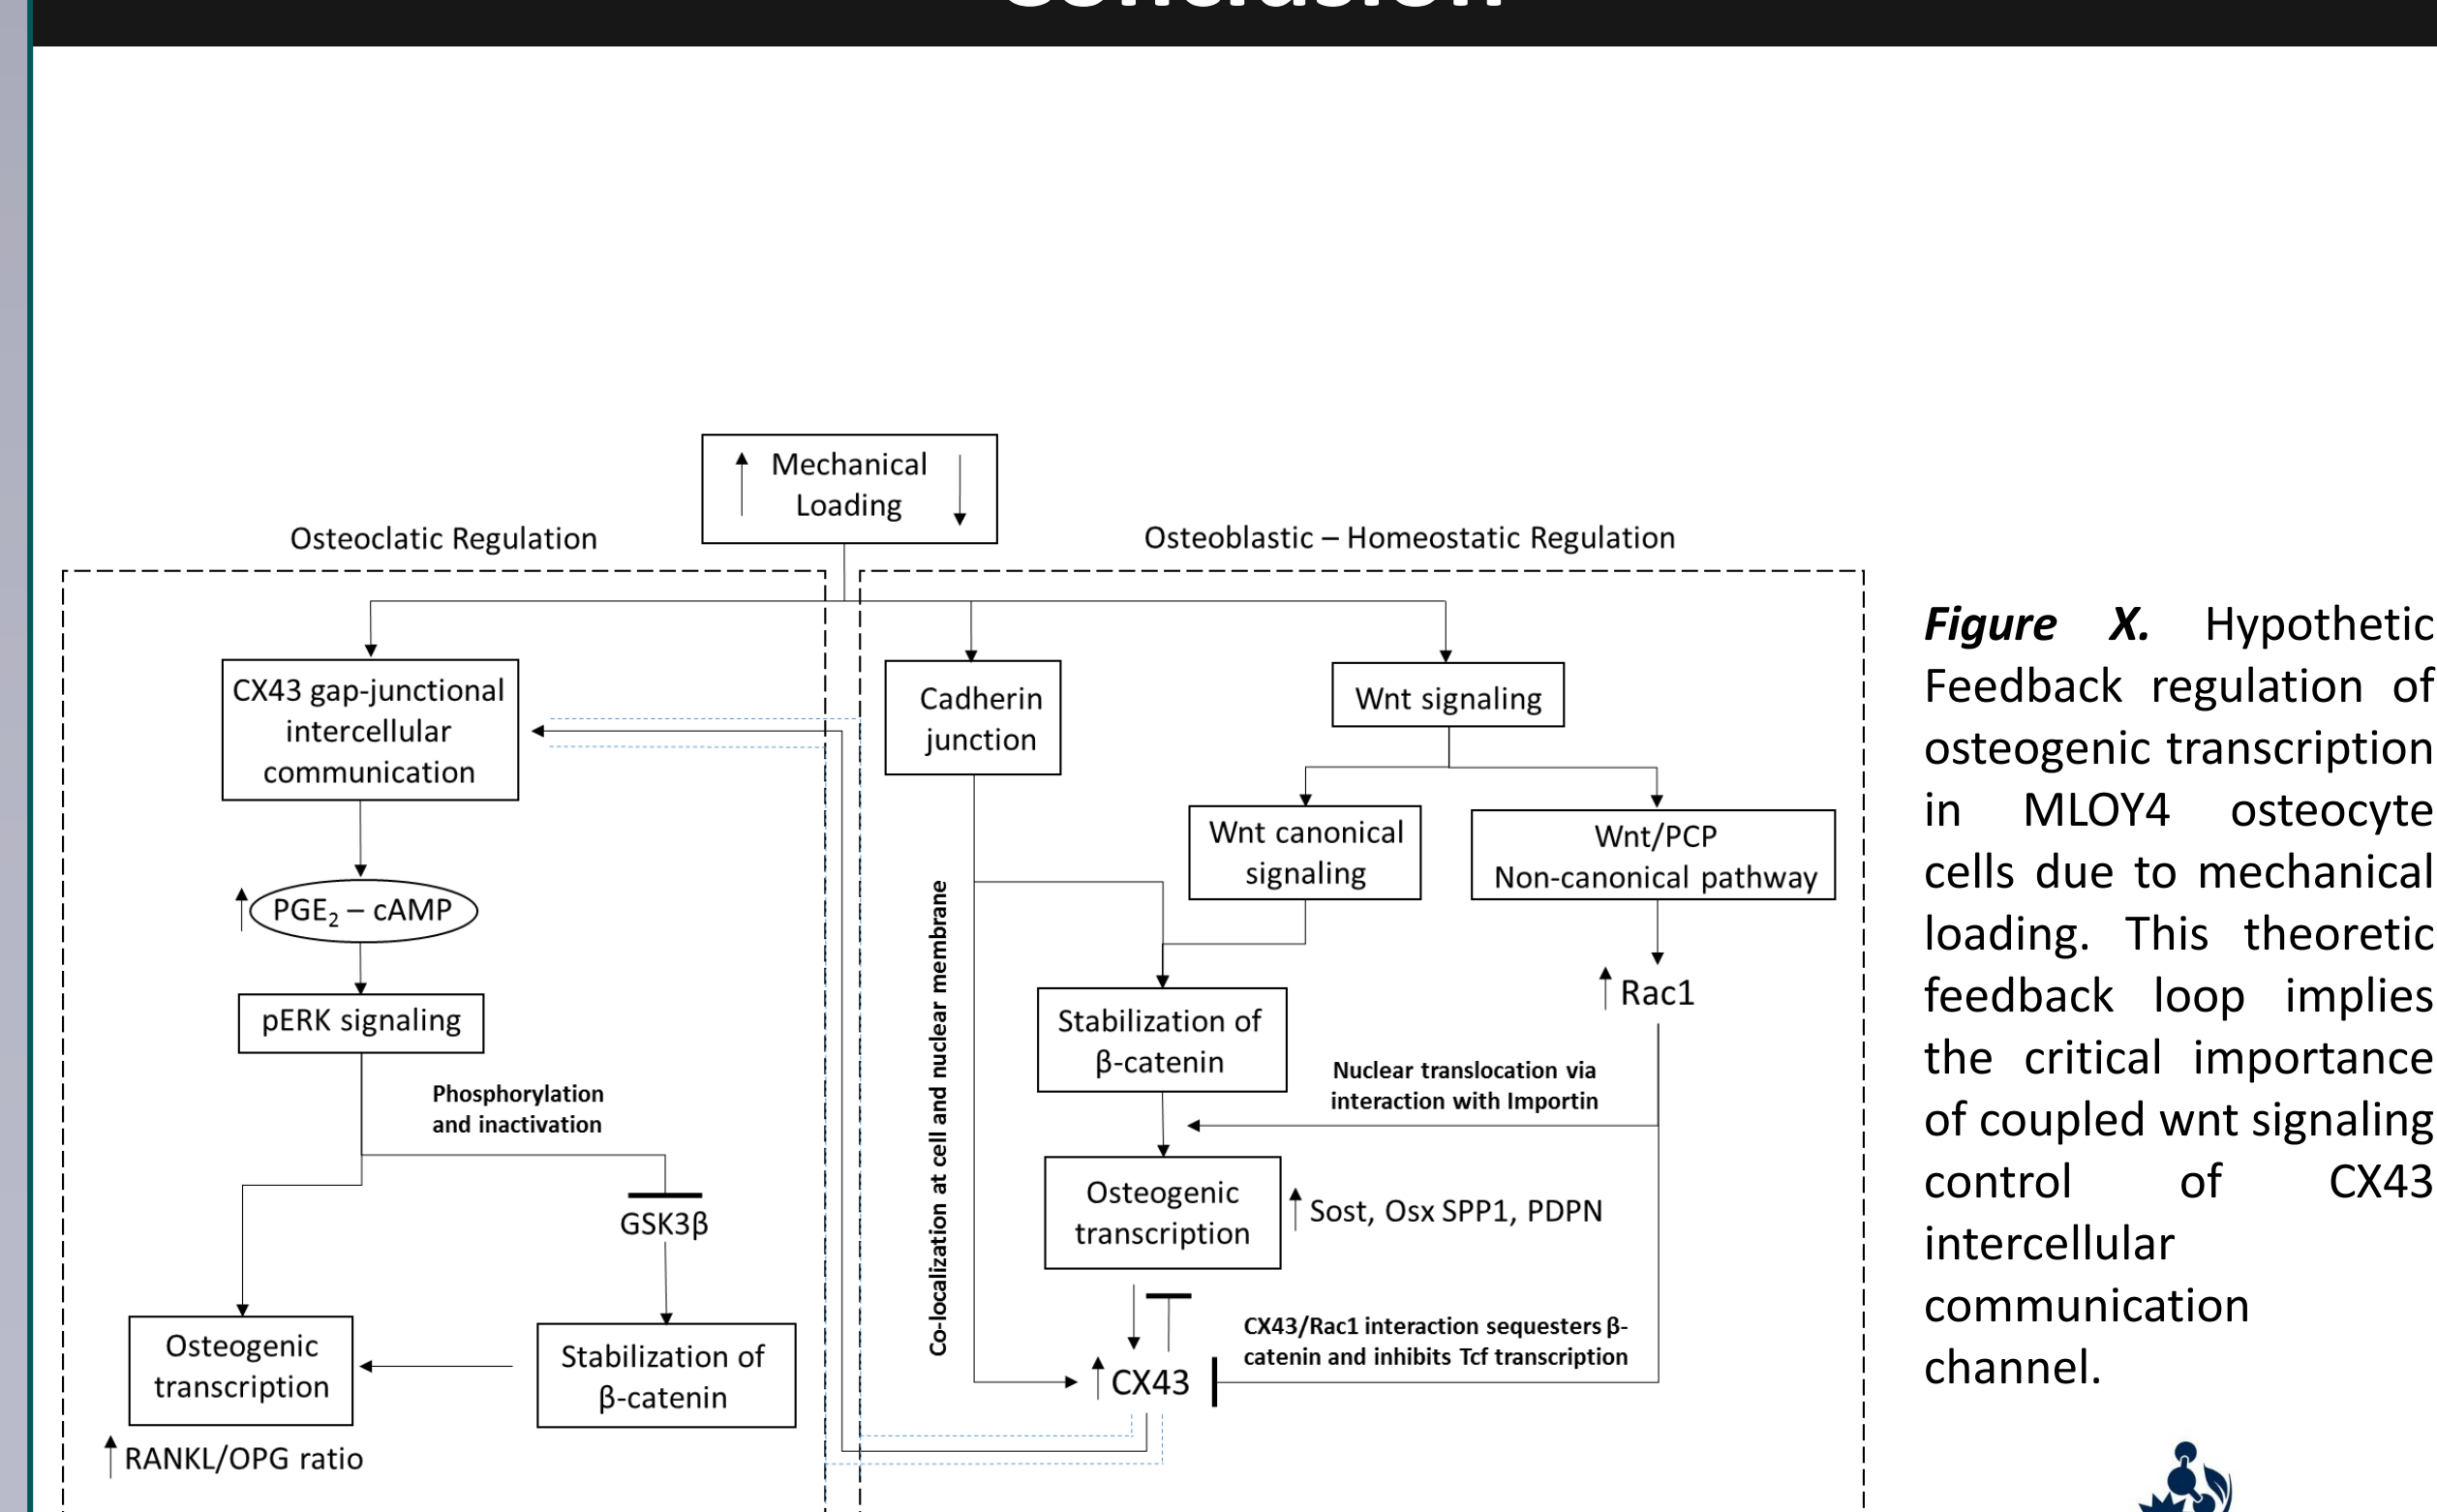 Conclusion
Mechanical
Loading
Osteoclatic Regulation
Osteoblastic – Homeostatic Regulation
CX43 gap-junctional
intercellular
communication
Cadherin
junction
Wnt signaling
Wnt canonical
signaling
Wnt/PCP
Non-canonical pathway
PGE₂ – cAMP
pERK signaling
Phosphorylation
and inactivation
GSK3β
Osteogenic
transcription
Stabilization of
β-catenin
RANKL/OPG ratio
Co-localization at cell and nuclear membrane
Stabilization of
β-catenin
Rac1
Nuclear translocation via
interaction with Importin
Osteogenic
transcription
Sost, Osx SPP1, PDPN
CX43/Rac1 interaction sequesters β-
catenin and inhibits Tcf transcription
CX43
Figure X. Hypothetic
Feedback regulation of
osteogenic transcription
in MLOY4 osteocyte
cells due to mechanical
loading. This theoretic
feedback loop implies
the critical importance
of coupled wnt signaling
control of CX43
intercellular
communication
channel.